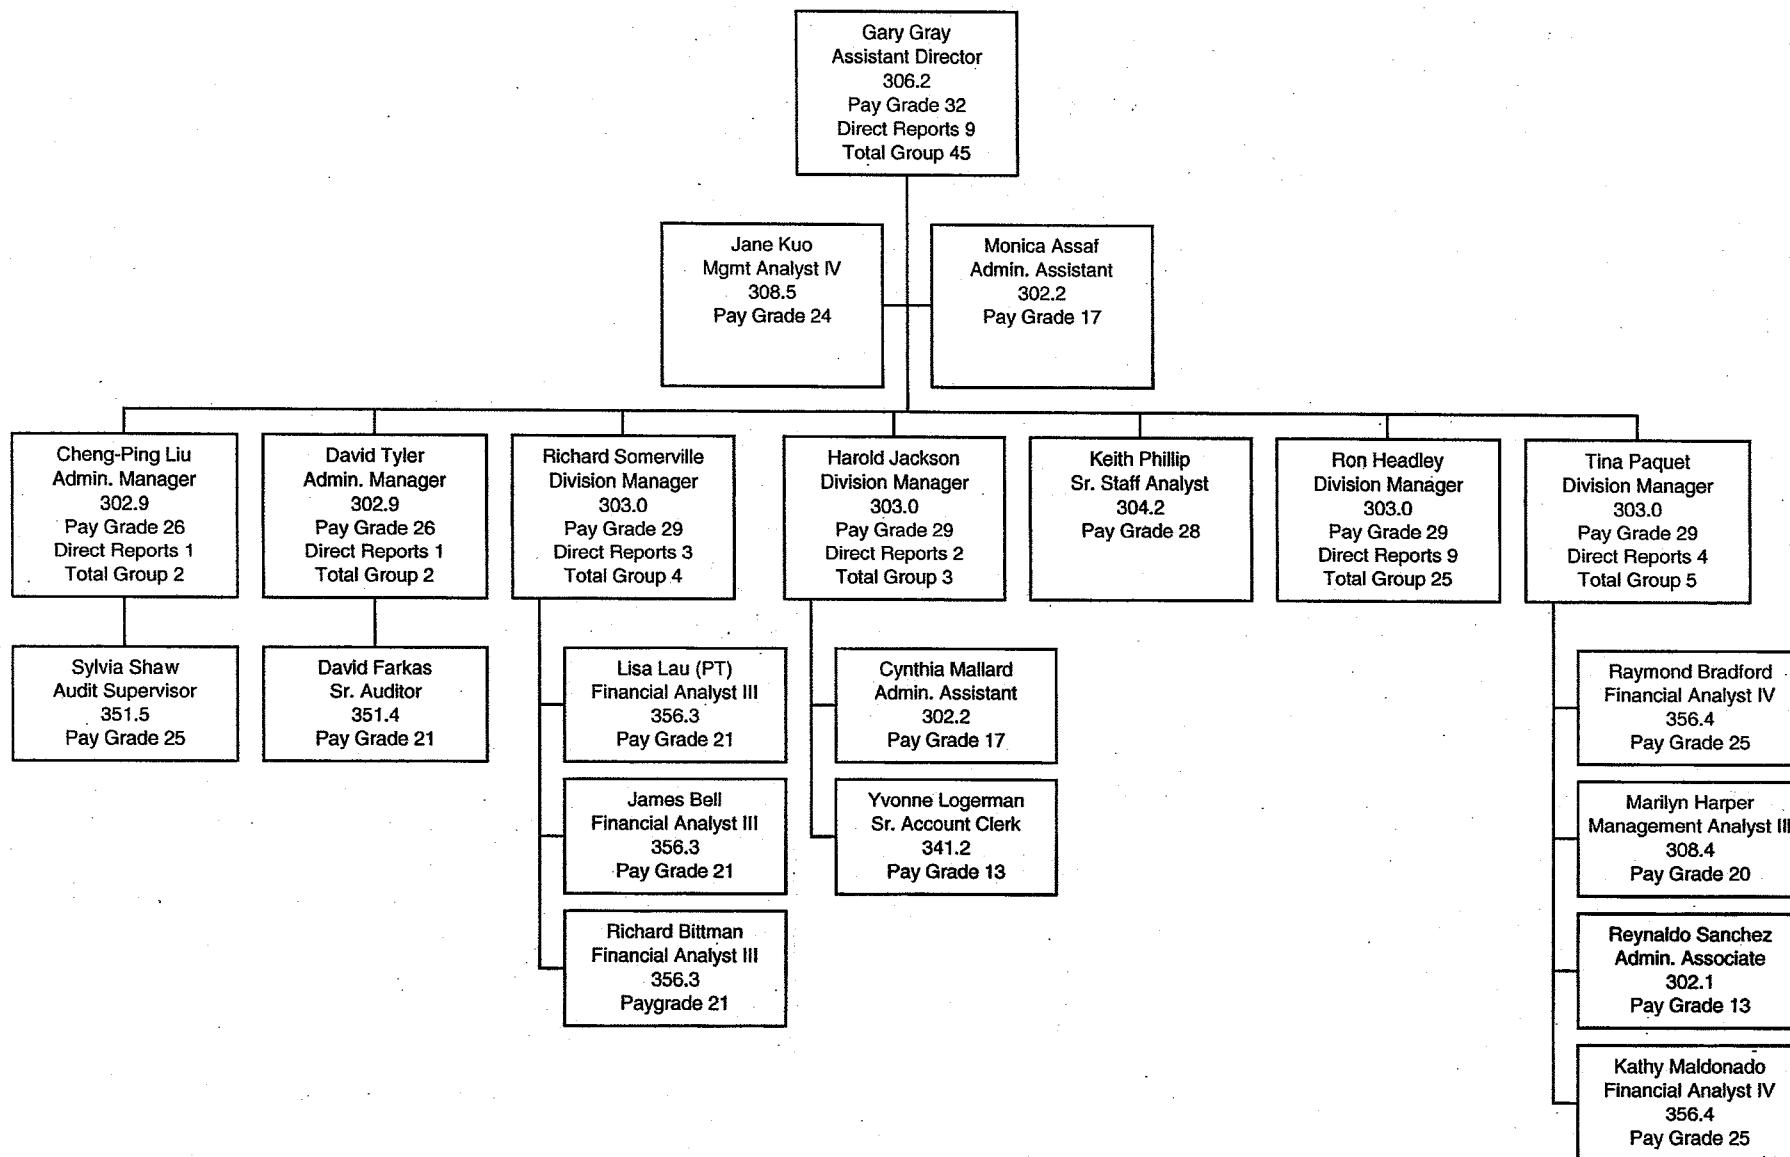 Gary Gray
Assistant Director
306.2
Pay Grade 32
Direct Reports 9
Total Group 45
Jane Kuo
Mgmt Analyst IV
308.5
Pay Grade 24
Monica Assaf
Admin. Assistant
302.2
Pay Grade 17
Cheng-Ping Liu
Admin. Manager
302.9
Pay Grade 26
Direct Reports 1
Total Group 2
David Tyler
Admin. Manager
302.9
Pay Grade 26
Direct Reports 1
Total Group 2
Richard Somerville
Division Manager
303.0
Pay Grade 29
Direct Reports 3
Total Group 4
Harold Jackson
Division Manager
303.0
Pay Grade 29
Direct Reports 2
Total Group 3
Keith Phillip
Sr. Staff Analyst
304.2
Pay Grade 28
Ron Headley
Division Manager
303.0
Pay Grade 29
Direct Reports 9
Total Group 25
Tina Paquet
Division Manager
303.0
Pay Grade 29
Direct Reports 4
Total Group 5
Sylvia Shaw
Audit Supervisor
351.5
Pay Grade 25
David Farkas
Sr. Auditor
351.4
Pay Grade 21
Lisa Lau (PT)
Financial Analyst III
356.3
Pay Grade 21
James Bell
Financial Analyst III
356.3
Pay Grade 21
Richard Bittman
Financial Analyst III
356.3
Paygrade 21
Cynthia Mallard
Admin. Assistant
302.2
Pay Grade 17
Yvonne Logerman
Sr. Account Clerk
341.2
Pay Grade 13
Raymond Bradford
Financial Analyst IV
356.4
Pay Grade 25
Marilyn Harper
Management Analyst III
308.4
Pay Grade 20
Reynaldo Sanchez
Admin. Associate
302.1
Pay Grade 13
Kathy Maldonado
Financial Analyst IV
356.4
Pay Grade 25